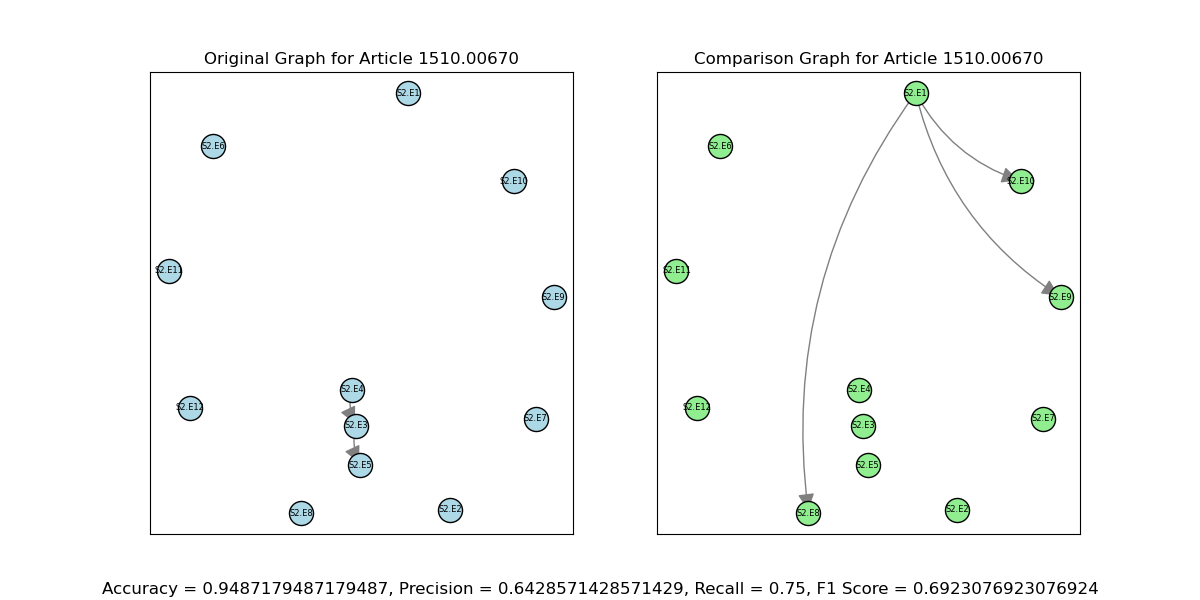 Original Graph for Article 1510.00670
Comparison Graph for Article 1510.00670
S2.E1
S2.E6
S2.E10
S2.E11
S2.E9
S2.E4
S2.E12
S2.E7
S2.E3
S2.E5
S2.E8
S2.E2
S2.E1
S2.E6
S2.E10
S2.E11
S2.E9
S2.E4
S2.E12
S2.E7
S2.E3
S2.E5
S2.E8
S2.E2
Accuracy = 0.9487179487179487, Precision = 0.6428571428571429, Recall = 0.75, F1 Score = 0.6923076923076924